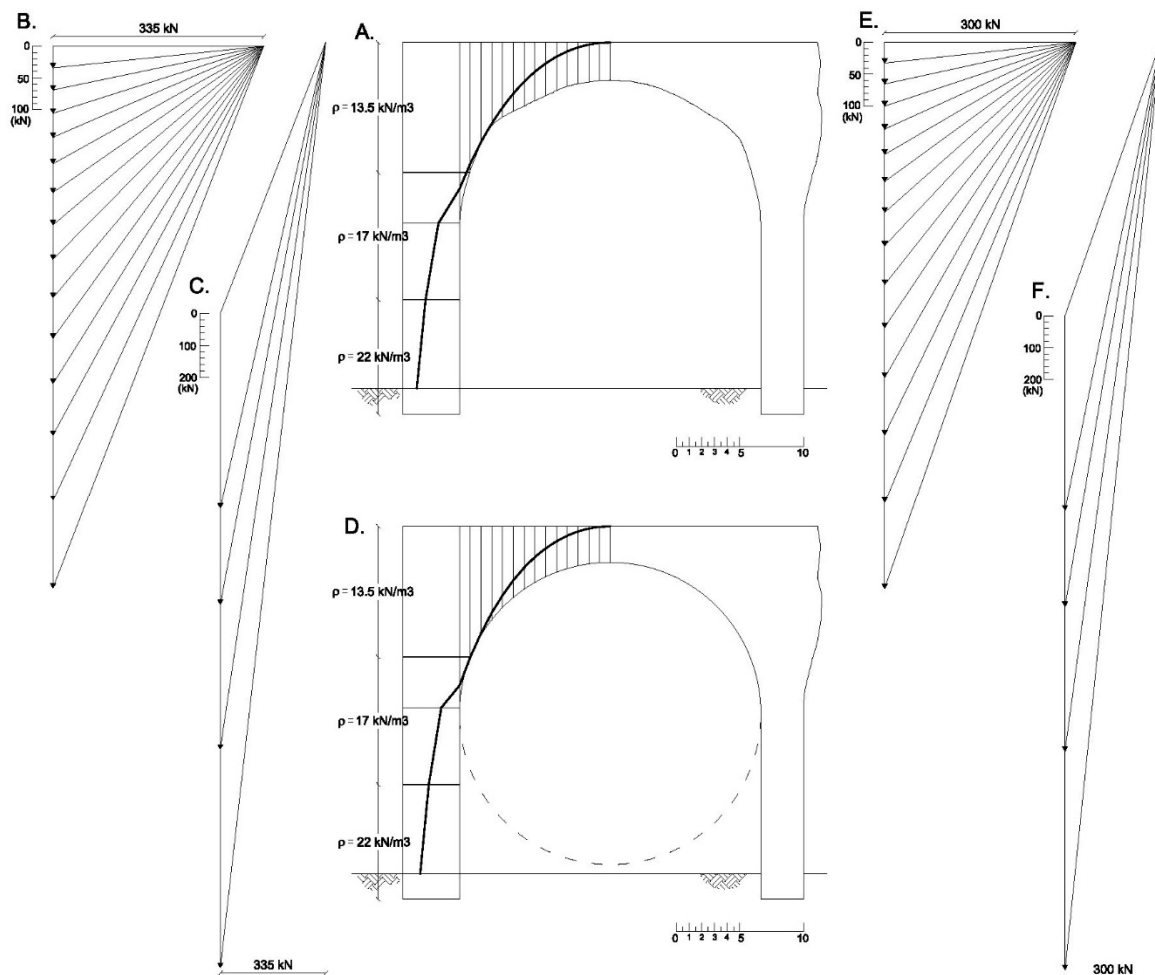 B.
335 kN
0
50
100
(kN)
C.
0
100
200
(kN)
335 kN
A.
ρ = 13.5 kN/m3
ρ = 17 kN/m3
ρ = 22 kN/m3
0 1 2 3 4 5 10
D.
ρ = 13.5 kN/m3
ρ = 17 kN/m3
ρ = 22 kN/m3
0 1 2 3 4 5 10
E.
300 kN
0
50
100
(kN)
F.
0
100
200
(kN)
300 kN